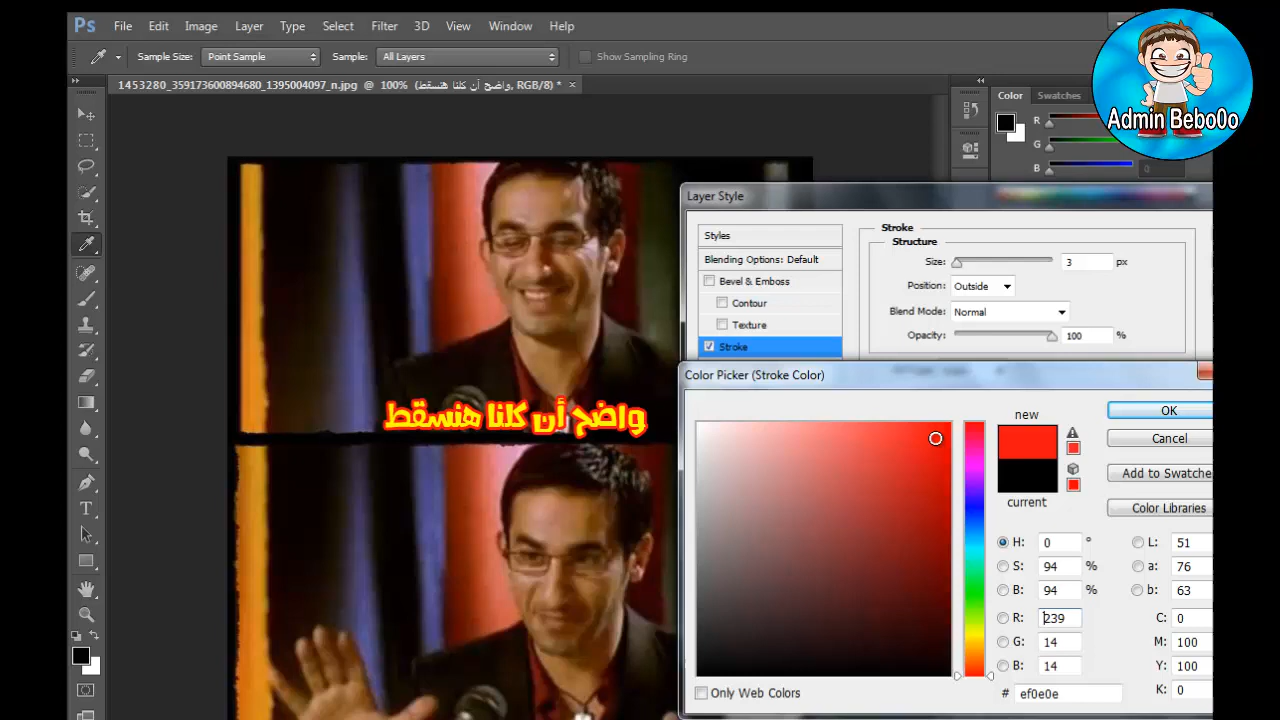 Ps File Edit Image Layer Type Select Filter 3D View Window Help
Sample Size: Point Sample Sample: All Layers Show Sampling Ring
1453280_359173600894680_1395004097_n.jpg @ 100% (واضح أن كلنا هنسقط, RGB/8) *
Color Swatches
R
G
B 0
Admin Bebo0o
Layer Style
Styles
Blending Options: Default
Bevel & Emboss
Contour
Texture
Stroke
Stroke
Structure
Size: 3 px
Position: Outside
Blend Mode: Normal
Opacity: 100 %
واضح أن كلنا هنسقط
Color Picker (Stroke Color)
new
current
OK
Cancel
Add to Swatche
Color Libraries
H: 0 ° L: 51
S: 94 % a: 76
B: 94 % b: 63
R: 239 C: 0
G: 14 M: 100
B: 14 Y: 100
# ef0e0e K: 0
Only Web Colors